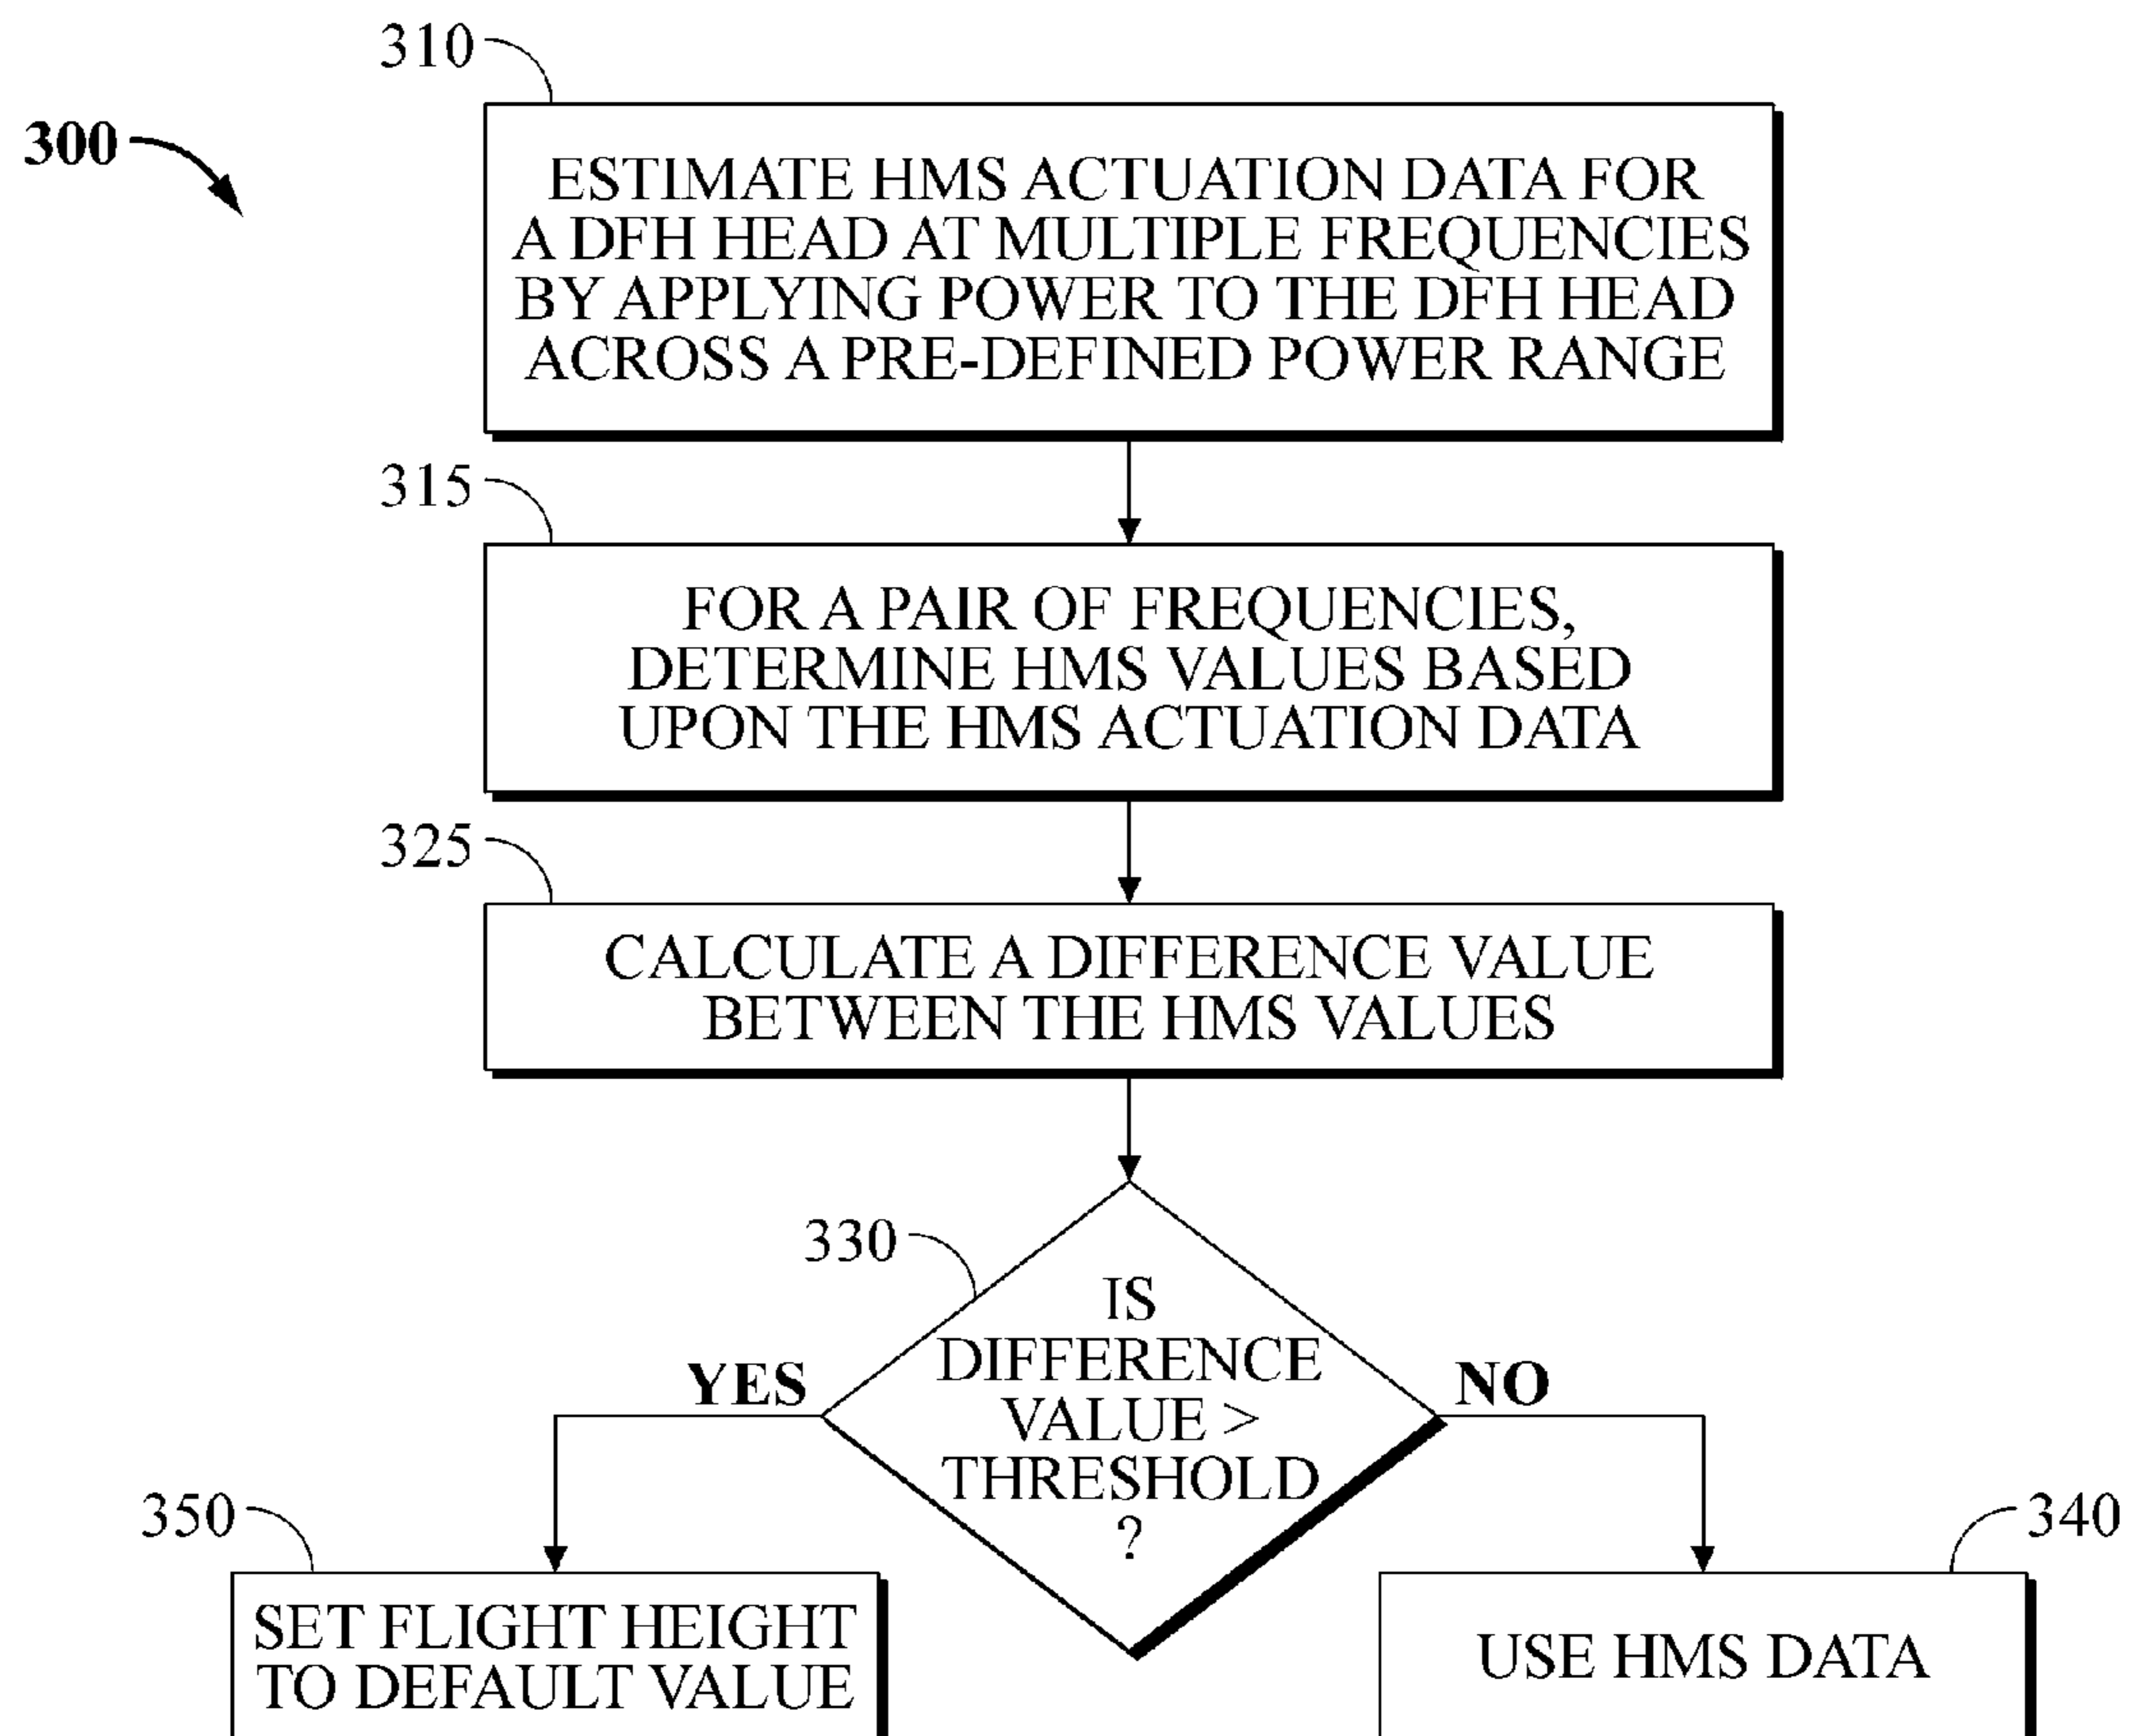 310
300
ESTIMATE HMS ACTUATION DATA FOR
A DFH HEAD AT MULTIPLE FREQUENCIES
BY APPLYING POWER TO THE DFH HEAD
ACROSS A PRE-DEFINED POWER RANGE
315
FOR A PAIR OF FREQUENCIES,
DETERMINE HMS VALUES BASED
UPON THE HMS ACTUATION DATA
325
CALCULATE A DIFFERENCE VALUE
BETWEEN THE HMS VALUES
330
IS
DIFFERENCE
VALUE >
THRESHOLD
?
YES
NO
350
SET FLIGHT HEIGHT
TO DEFAULT VALUE
340
USE HMS DATA